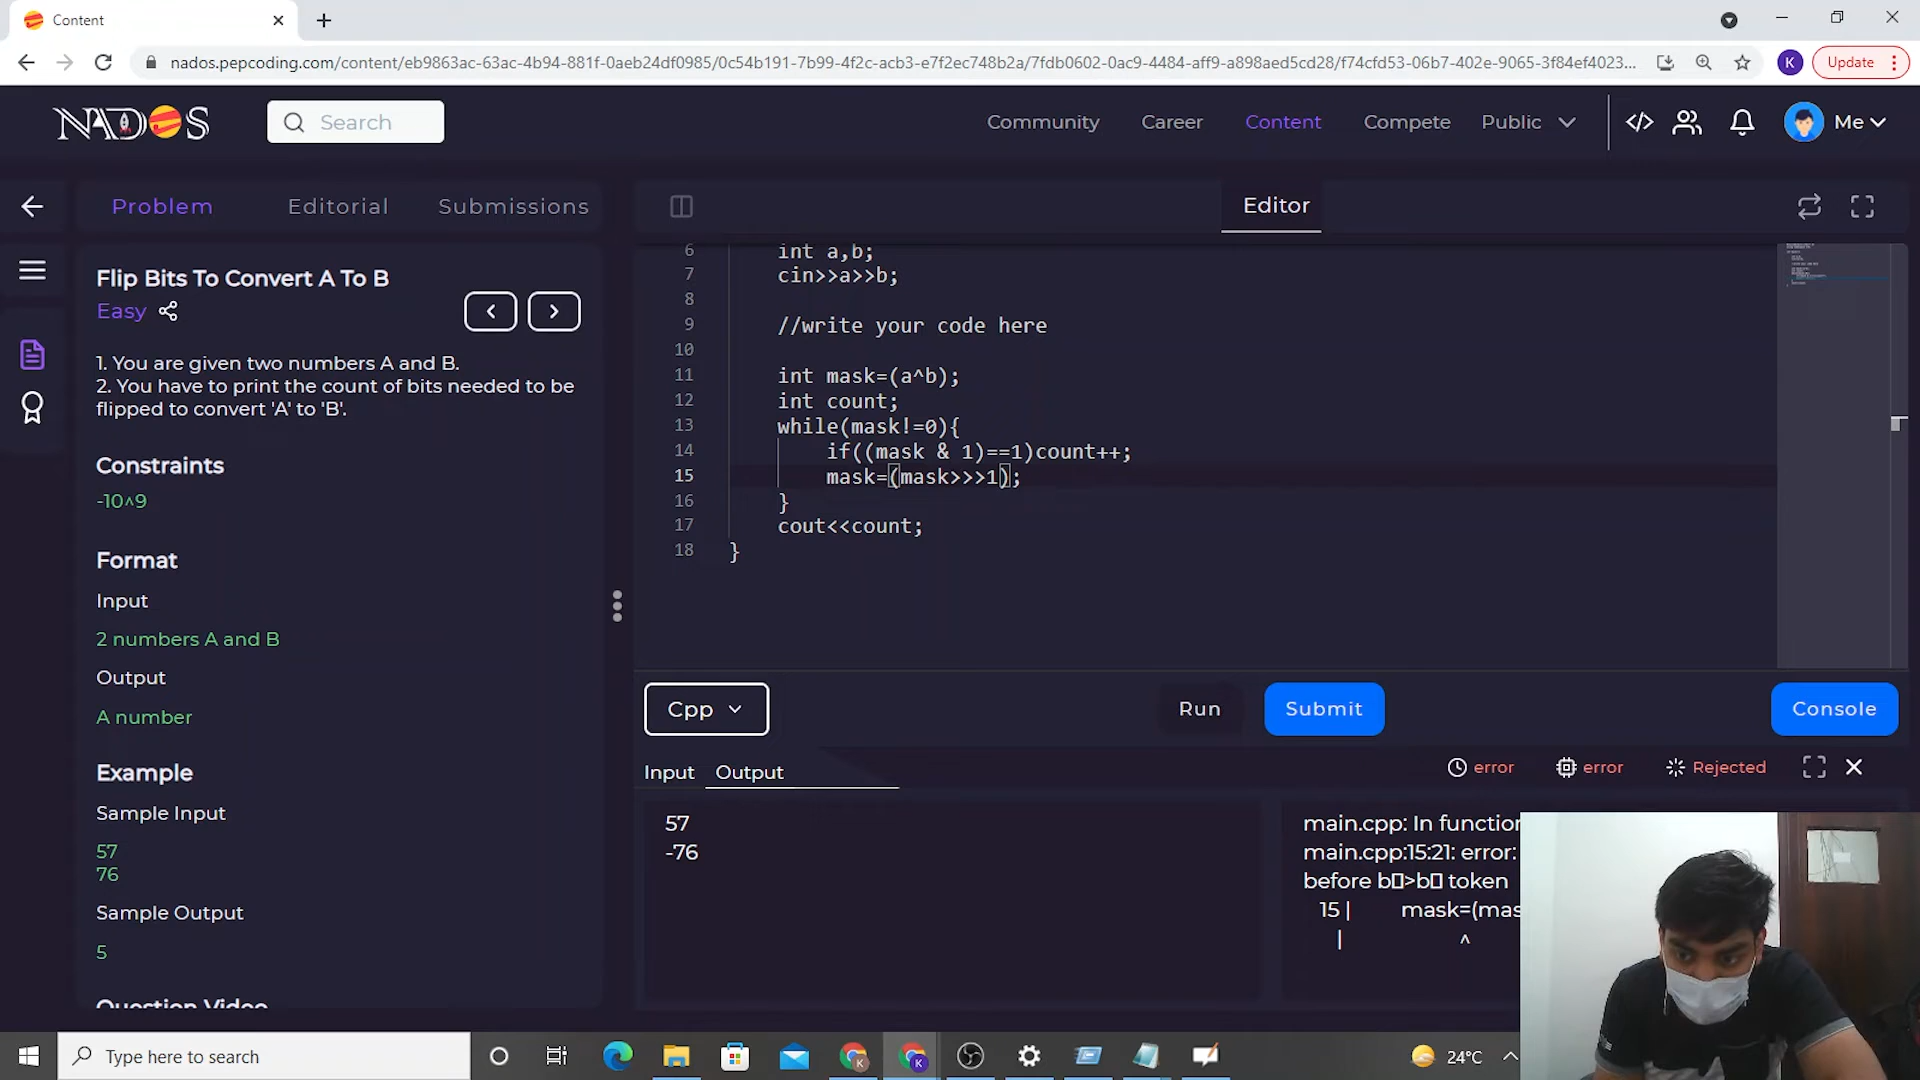 Content
nados.pepcoding.com/content/eb9863ac-63ac-4b94-881f-0aeb24df0985/0c54b191-7b99-4f2c-acb3-e7f2ec748b2a/7fdb0602-0ac9-4484-aff9-a898aed5cd28/f74cfd53-06b7-402e-9065-3f84ef4023...
K
Update
NADOS
Search
Community
Career
Content
Compete
Public
Me
Problem
Editorial
Submissions
Editor
Flip Bits To Convert A To B
Easy
1. You are given two numbers A and B.
2. You have to print the count of bits needed to be
flipped to convert 'A' to 'B'.
Constraints
-10^9
Format
Input
2 numbers A and B
Output
A number
Example
Sample Input
57
76
Sample Output
5
Question Video
6 int a,b;
7 cin>>a>>b;
8
9 //write your code here
10
11 int mask=(a^b);
12 int count;
13 while(mask!=0){
14 if((mask & 1)==1)count++;
15 mask=(mask>>>1);
16 }
17 cout<<count;
18 }
Cpp
Run
Submit
Console
Input
Output
error
error
Rejected
57
-76
main.cpp: In function
main.cpp:15:21: error:
before b▯>b▯ token
15 | mask=(mas
| ^
Type here to search
K
K
24°C